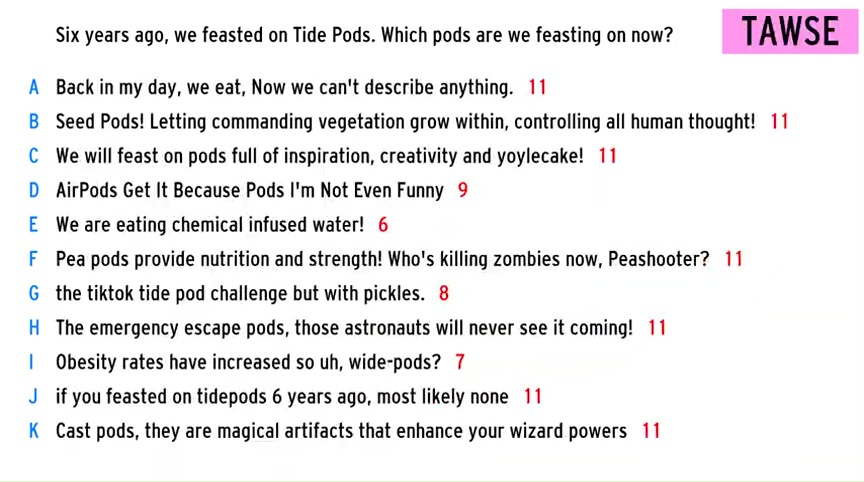 Six years ago, we feasted on Tide Pods. Which pods are we feasting on now?
TAWSE
A Back in my day, we eat, Now we can't describe anything. 11
B Seed Pods! Letting commanding vegetation grow within, controlling all human thought! 11
C We will feast on pods full of inspiration, creativity and yoylecake! 11
D AirPods Get It Because Pods I'm Not Even Funny 9
E We are eating chemical infused water! 6
F Pea pods provide nutrition and strength! Who's killing zombies now, Peashooter? 11
G the tiktok tide pod challenge but with pickles. 8
H The emergency escape pods, those astronauts will never see it coming! 11
I Obesity rates have increased so uh, wide-pods? 7
J if you feasted on tidepods 6 years ago, most likely none 11
K Cast pods, they are magical artifacts that enhance your wizard powers 11